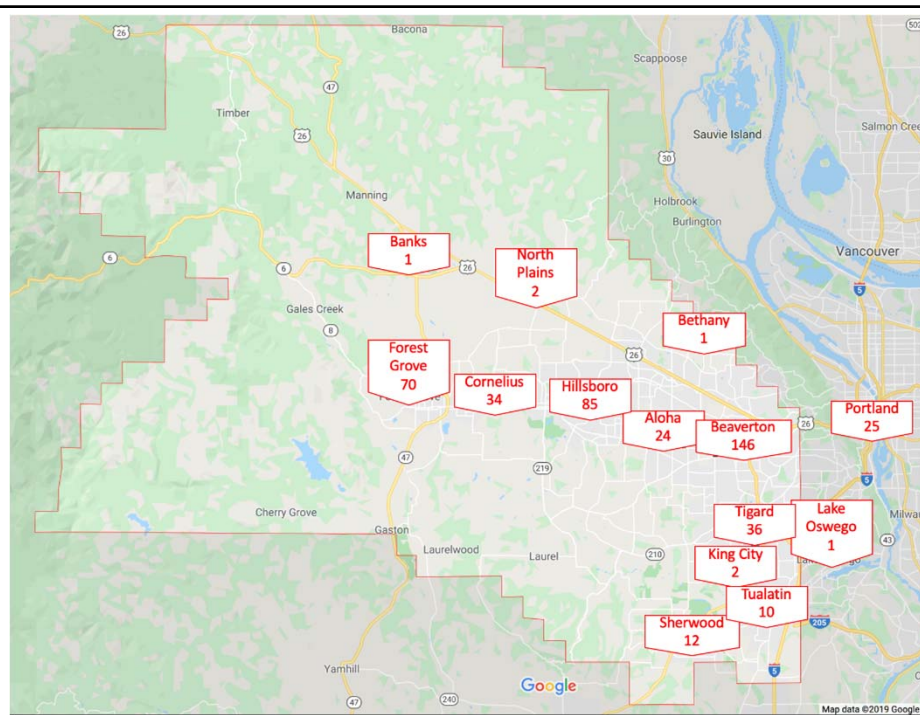 26
Bacona
502
Scappoose
47
Timber
Sauvie Island
Salmon Cree
26
30
Manning
Holbrook
Burlington
Banks
1
North
Plains
2
Vancouver
6
6
26
5
Gales Creek
8
Bethany
1
26
Forest
Grove
70
Cornelius
34
Hillsboro
85
Aloha
24
Beaverton
146
26
Portland
25
47
219
5
Cherry Grove
Gaston
Tigard
36
Lake
Oswego
1
Milwa
43
Laurelwood
Laurel
210
King City
2
Tualatin
10
205
Sherwood
12
Yamhill
Google
5
47
240
Map data ©2019 Google